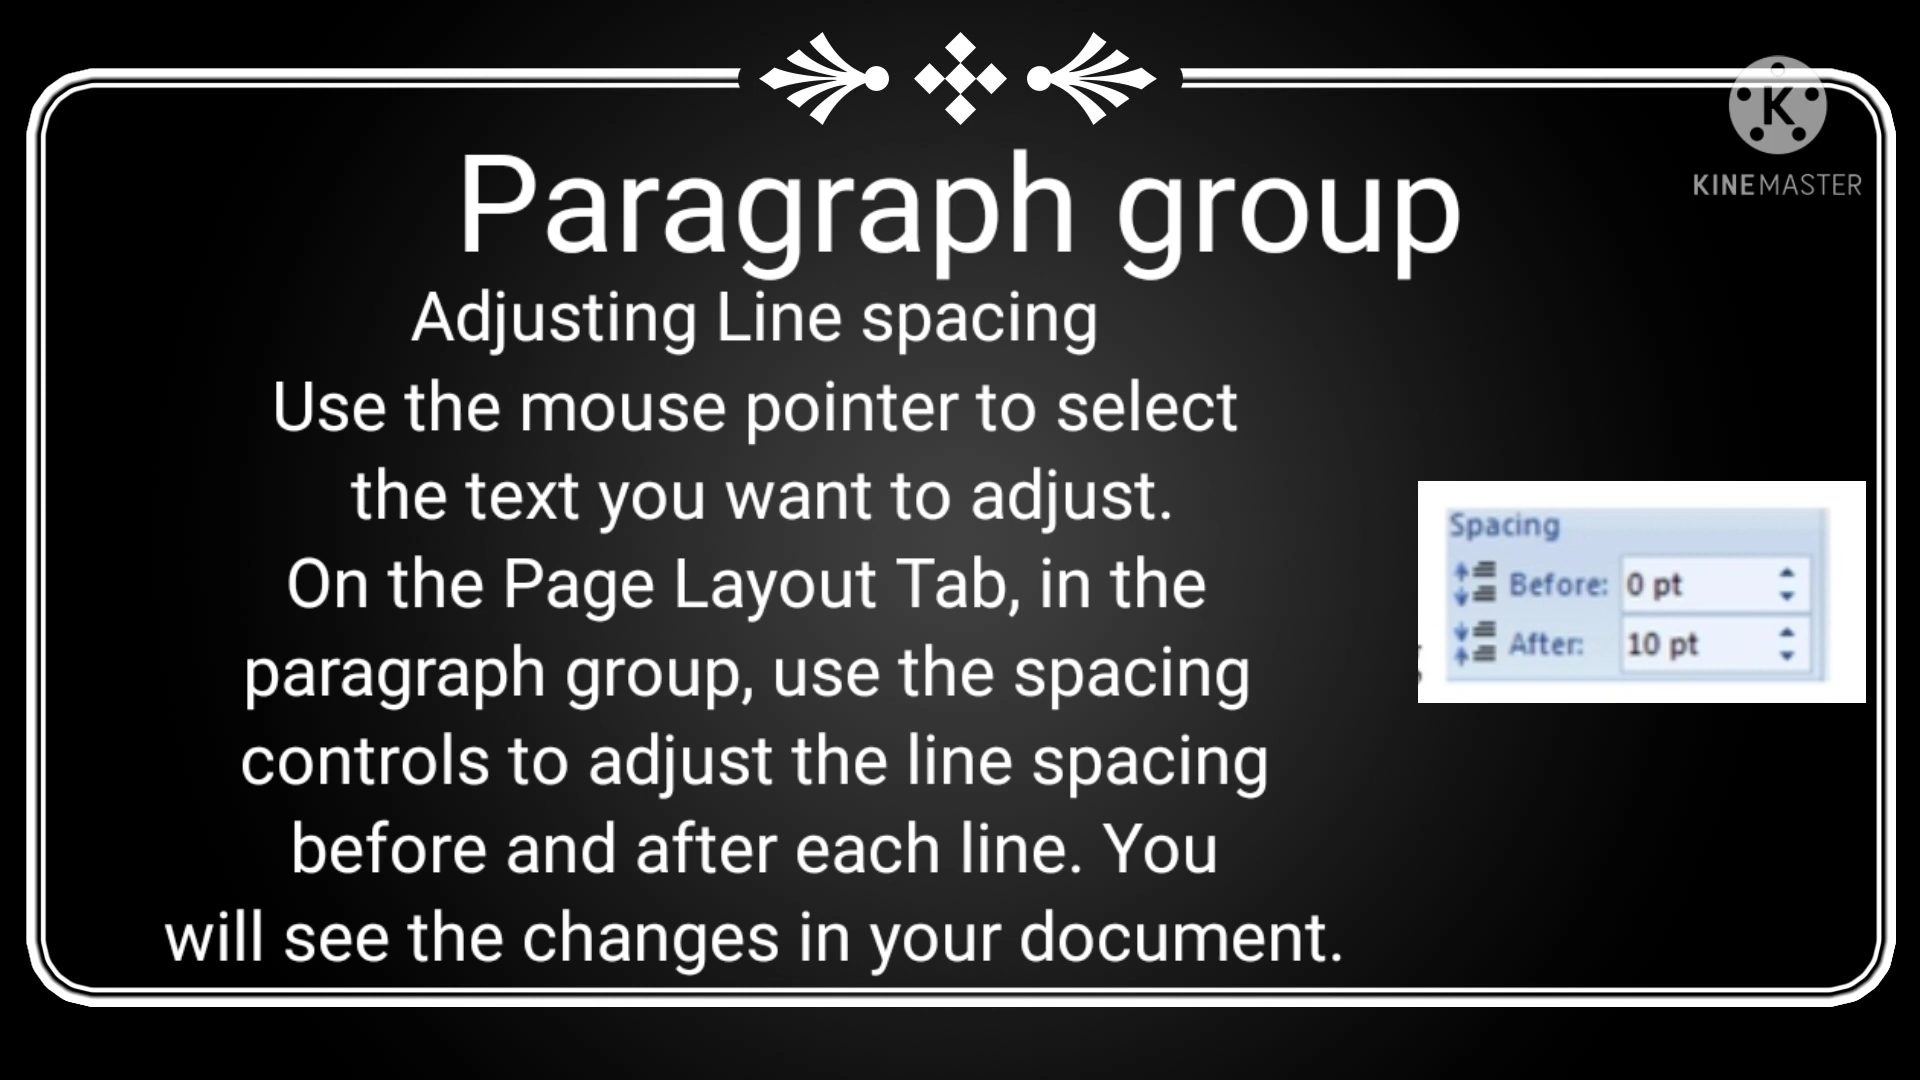 K
KINEMASTER
Paragraph group
Adjusting Line spacing
Use the mouse pointer to select
the text you want to adjust.
On the Page Layout Tab, in the
paragraph group, use the spacing
controls to adjust the line spacing
before and after each line. You
will see the changes in your document.
Spacing
Before: 0 pt
After: 10 pt